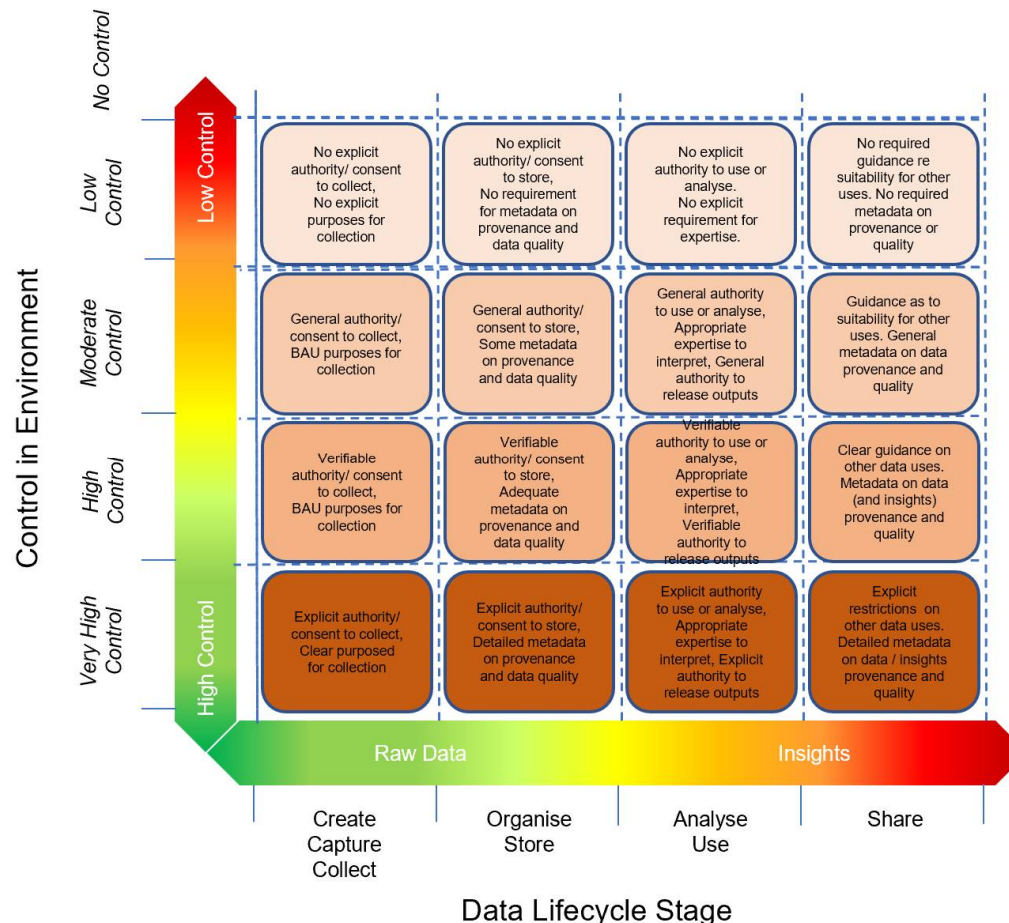 No Control
Low Control
No explicit
authority/ consent
to collect,
No explicit
purposes for
collection
No explicit
authority/ consent
to store,
No requirement
for metadata on
provenance and
data quality
No explicit
authority to use or
analyse.
No explicit
requirement for
expertise.
No required
guidance re
suitability for other
uses. No required
metadata on
provenance or
quality
Low
Control
Control in Environment
Moderate
Control
General authority/
consent to collect,
BAU purposes for
collection
General authority/
consent to store,
Some metadata
on provenance
and data quality
General authority
to use or analyse,
Appropriate
expertise to
interpret, General
authority to
release outputs
Guidance as to
suitability for other
uses. General
metadata on data
provenance and
quality
High
Control
Verifiable
authority/ consent
to collect,
BAU purposes for
collection
Verifiable
authority/ consent
to store,
Adequate
metadata on
provenance and
data quality
Verifiable
authority to use or
analyse,
Appropriate
expertise to
interpret,
Verifiable
authority to
release outputs
Clear guidance on
other data uses.
Metadata on data
(and insights)
provenance and
quality
Very High
Control
High Control
Explicit authority/
consent to collect,
Clear purposed
for collection
Explicit authority/
consent to store,
Detailed metadata
on provenance
and data quality
Explicit authority
to use or analyse,
Appropriate
expertise to
interpret, Explicit
authority to
release outputs
Explicit
restrictions on
other data uses.
Detailed metadata
on data / insights
provenance and
quality
Raw Data
Insights
Create
Capture
Collect
Organise
Store
Analyse
Use
Share
Data Lifecycle Stage